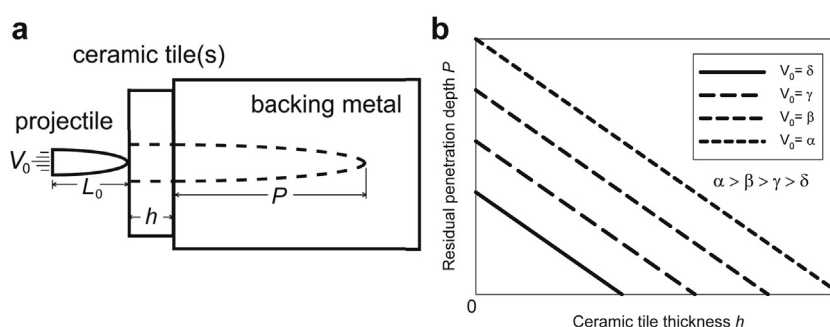 a
ceramic tile(s)
backing metal
projectile
V₀
L₀
h
P
b
Residual penetration depth P
V₀= δ
V₀= γ
V₀= β
V₀= α
α > β > γ > δ
0
Ceramic tile thickness h